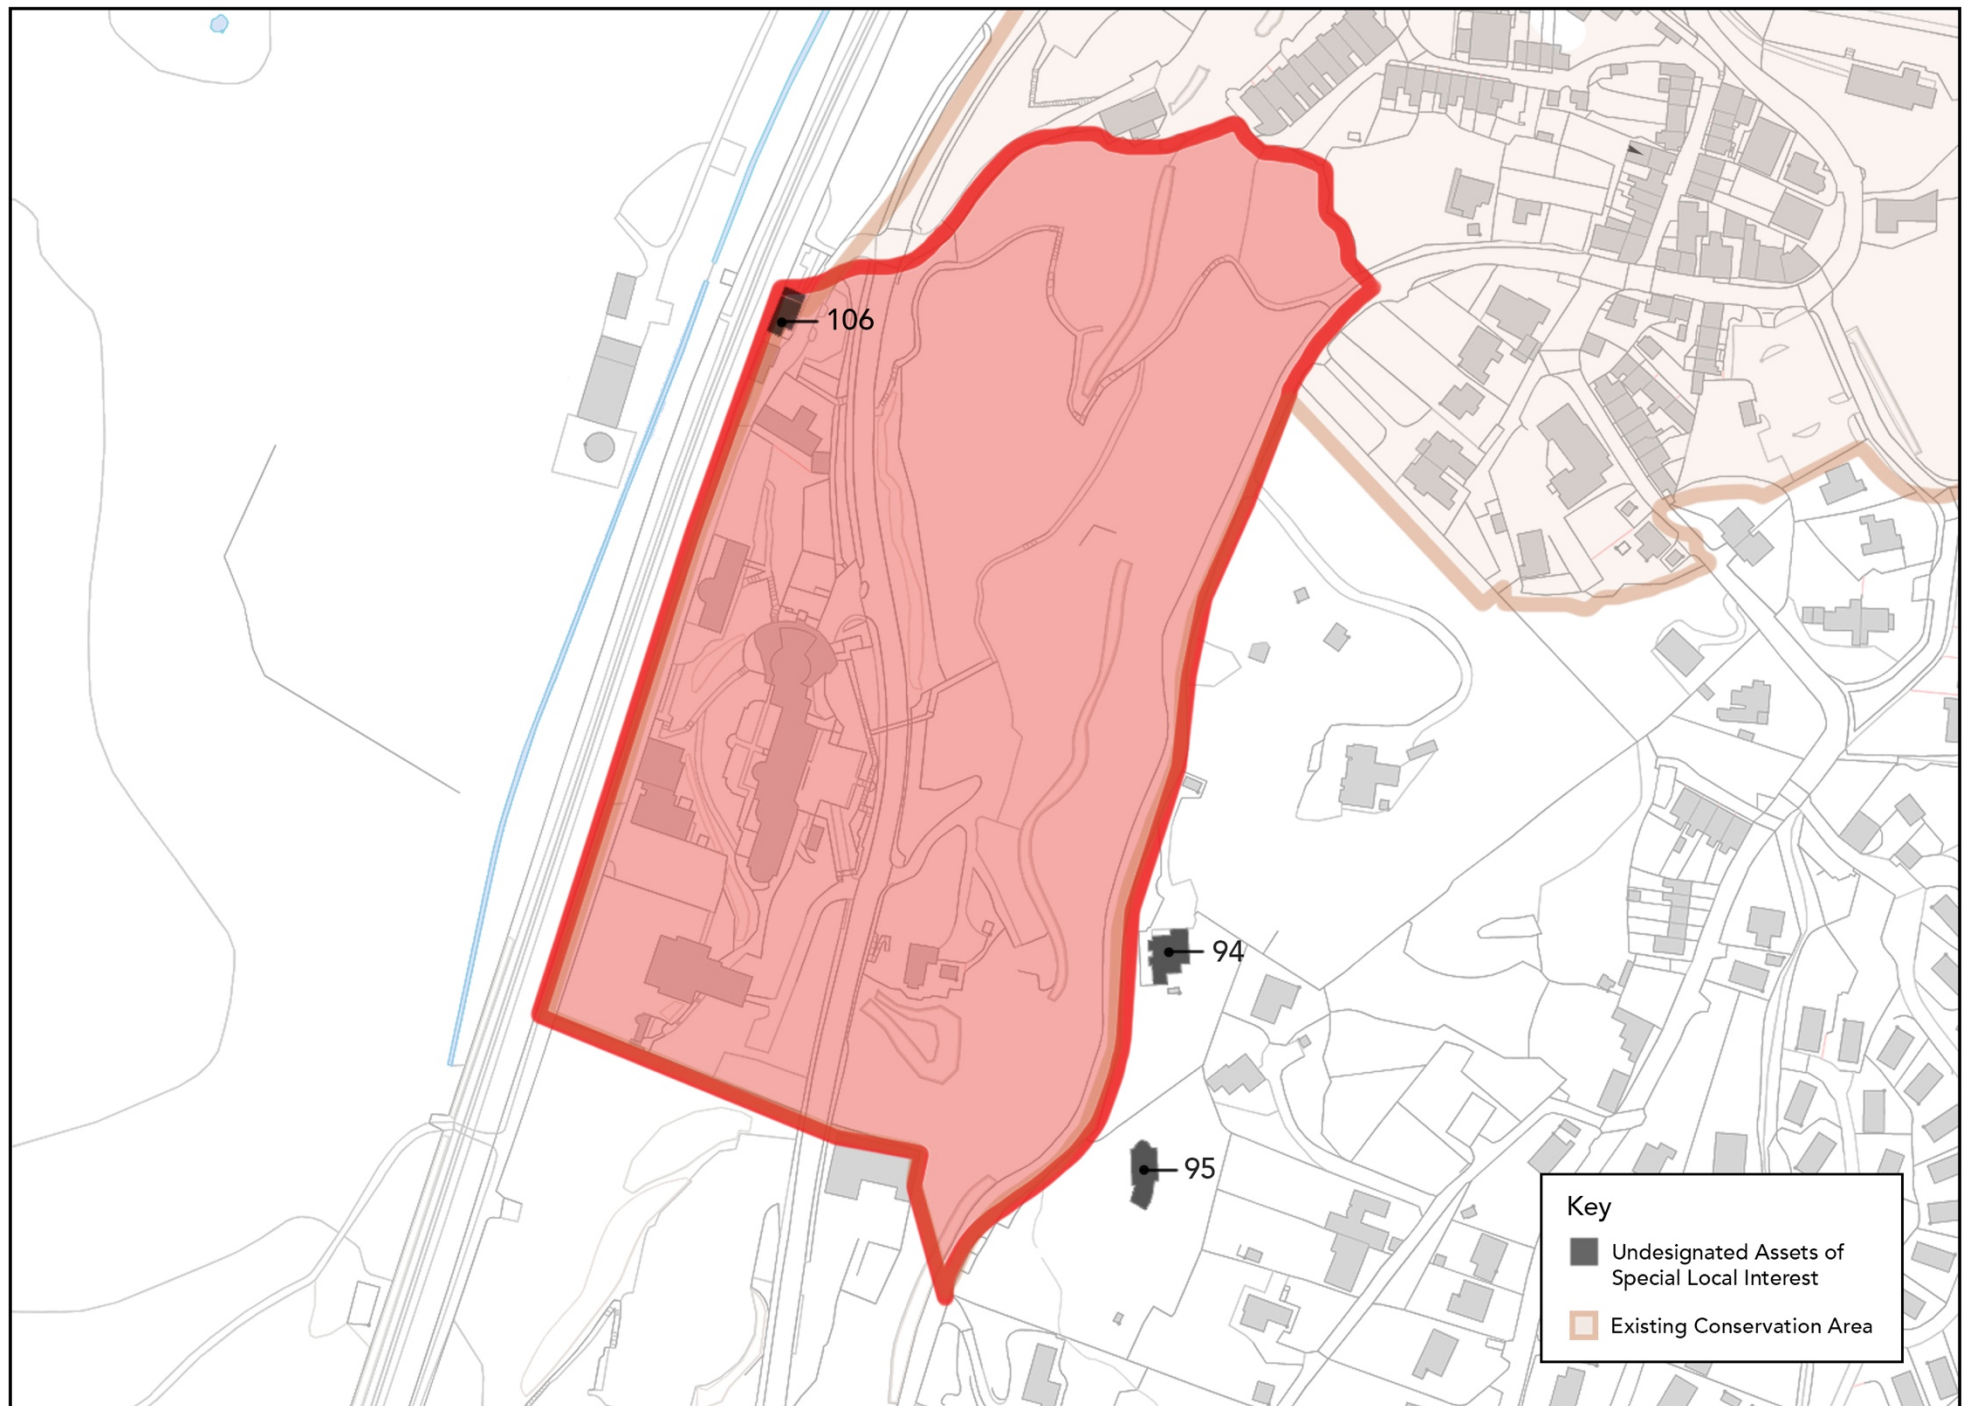 106
94
95
Key
Undesignated Assets of
Special Local Interest
Existing Conservation Area